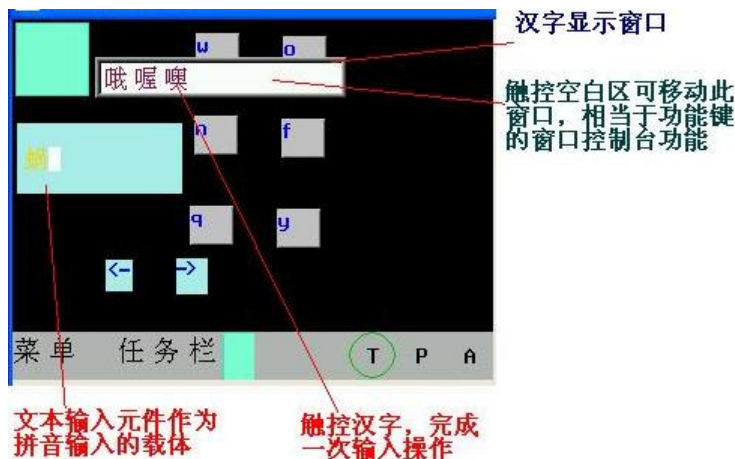 汉字显示窗口
w o
哦喔噢
触控空白区可移动此
窗口，相当于功能键
的窗口控制台功能
n f
q y
<- ->
菜单 任务栏 T P A
文本输入元件作为
拼音输入的载体
触控汉字，完成
一次输入操作